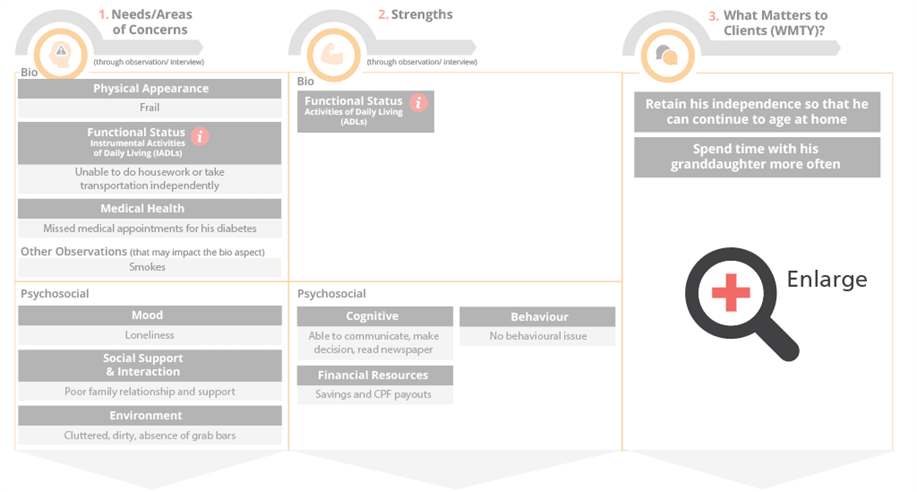 1. Needs/Areas
of Concerns
(through observation/ interview)
Bio
Physical Appearance
Frail
Functional Status
i
Instrumental Activities
of Daily Living (IADLs)
Unable to do housework or take
transportation independently
Medical Health
Missed medical appointments for his diabetes
Other Observations (that may impact the bio aspect)
Smokes
Psychosocial
Mood
Loneliness
Social Support
& Interaction
Poor family relationship and support
Environment
Cluttered, dirty, absence of grab bars
2. Strengths
(through observation/ interview)
Bio
Functional Status
i
Activities of Daily Living
(ADLs)
Psychosocial
Cognitive
Able to communicate, make
decision, read newspaper
Financial Resources
Savings and CPF payouts
Behaviour
No behavioural issue
3. What Matters to
Clients (WMTY)?
Retain his independence so that he
can continue to age at home
Spend time with his
granddaughter more often
Enlarge